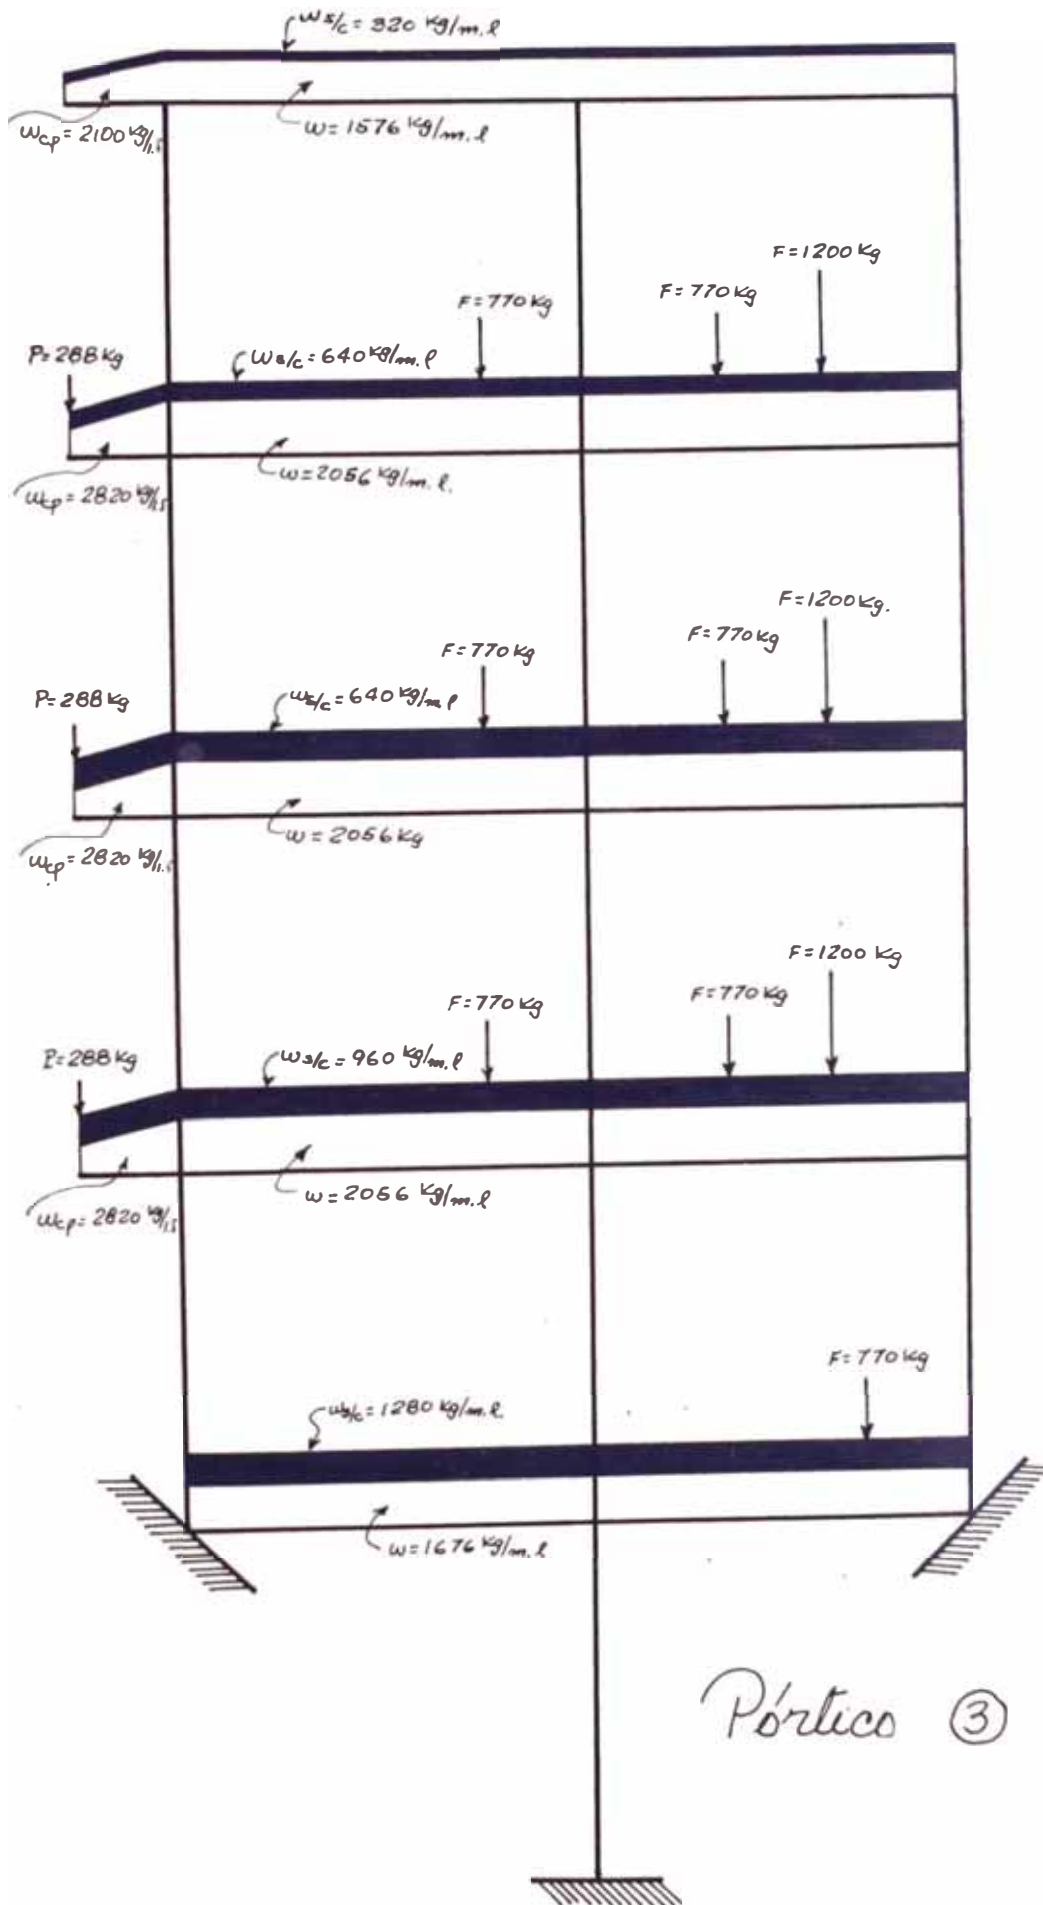 ws/c = 320 kg/m.l
wcp = 2100 kg/1.5
w = 1576 kg/m.l
F = 1200 kg
F = 770 kg
F = 770 kg
P = 288 kg
ws/c = 640 kg/m.l
wcp = 2820 kg/1.5
w = 2056 kg/m.l.
F = 1200 kg.
F = 770 kg
F = 770 kg
P = 288 kg
ws/c = 640 kg/m.l
w = 2056 kg
wcp = 2820 kg/1.5
F = 1200 kg
F = 770 kg
F = 770 kg
P = 288 kg
ws/c = 960 kg/m.l
w = 2056 kg/m.l
wcp = 2820 kg/1.5
F = 770 kg
ws/c = 1280 kg/m.l.
w = 1676 kg/m.l
Pórtico 3